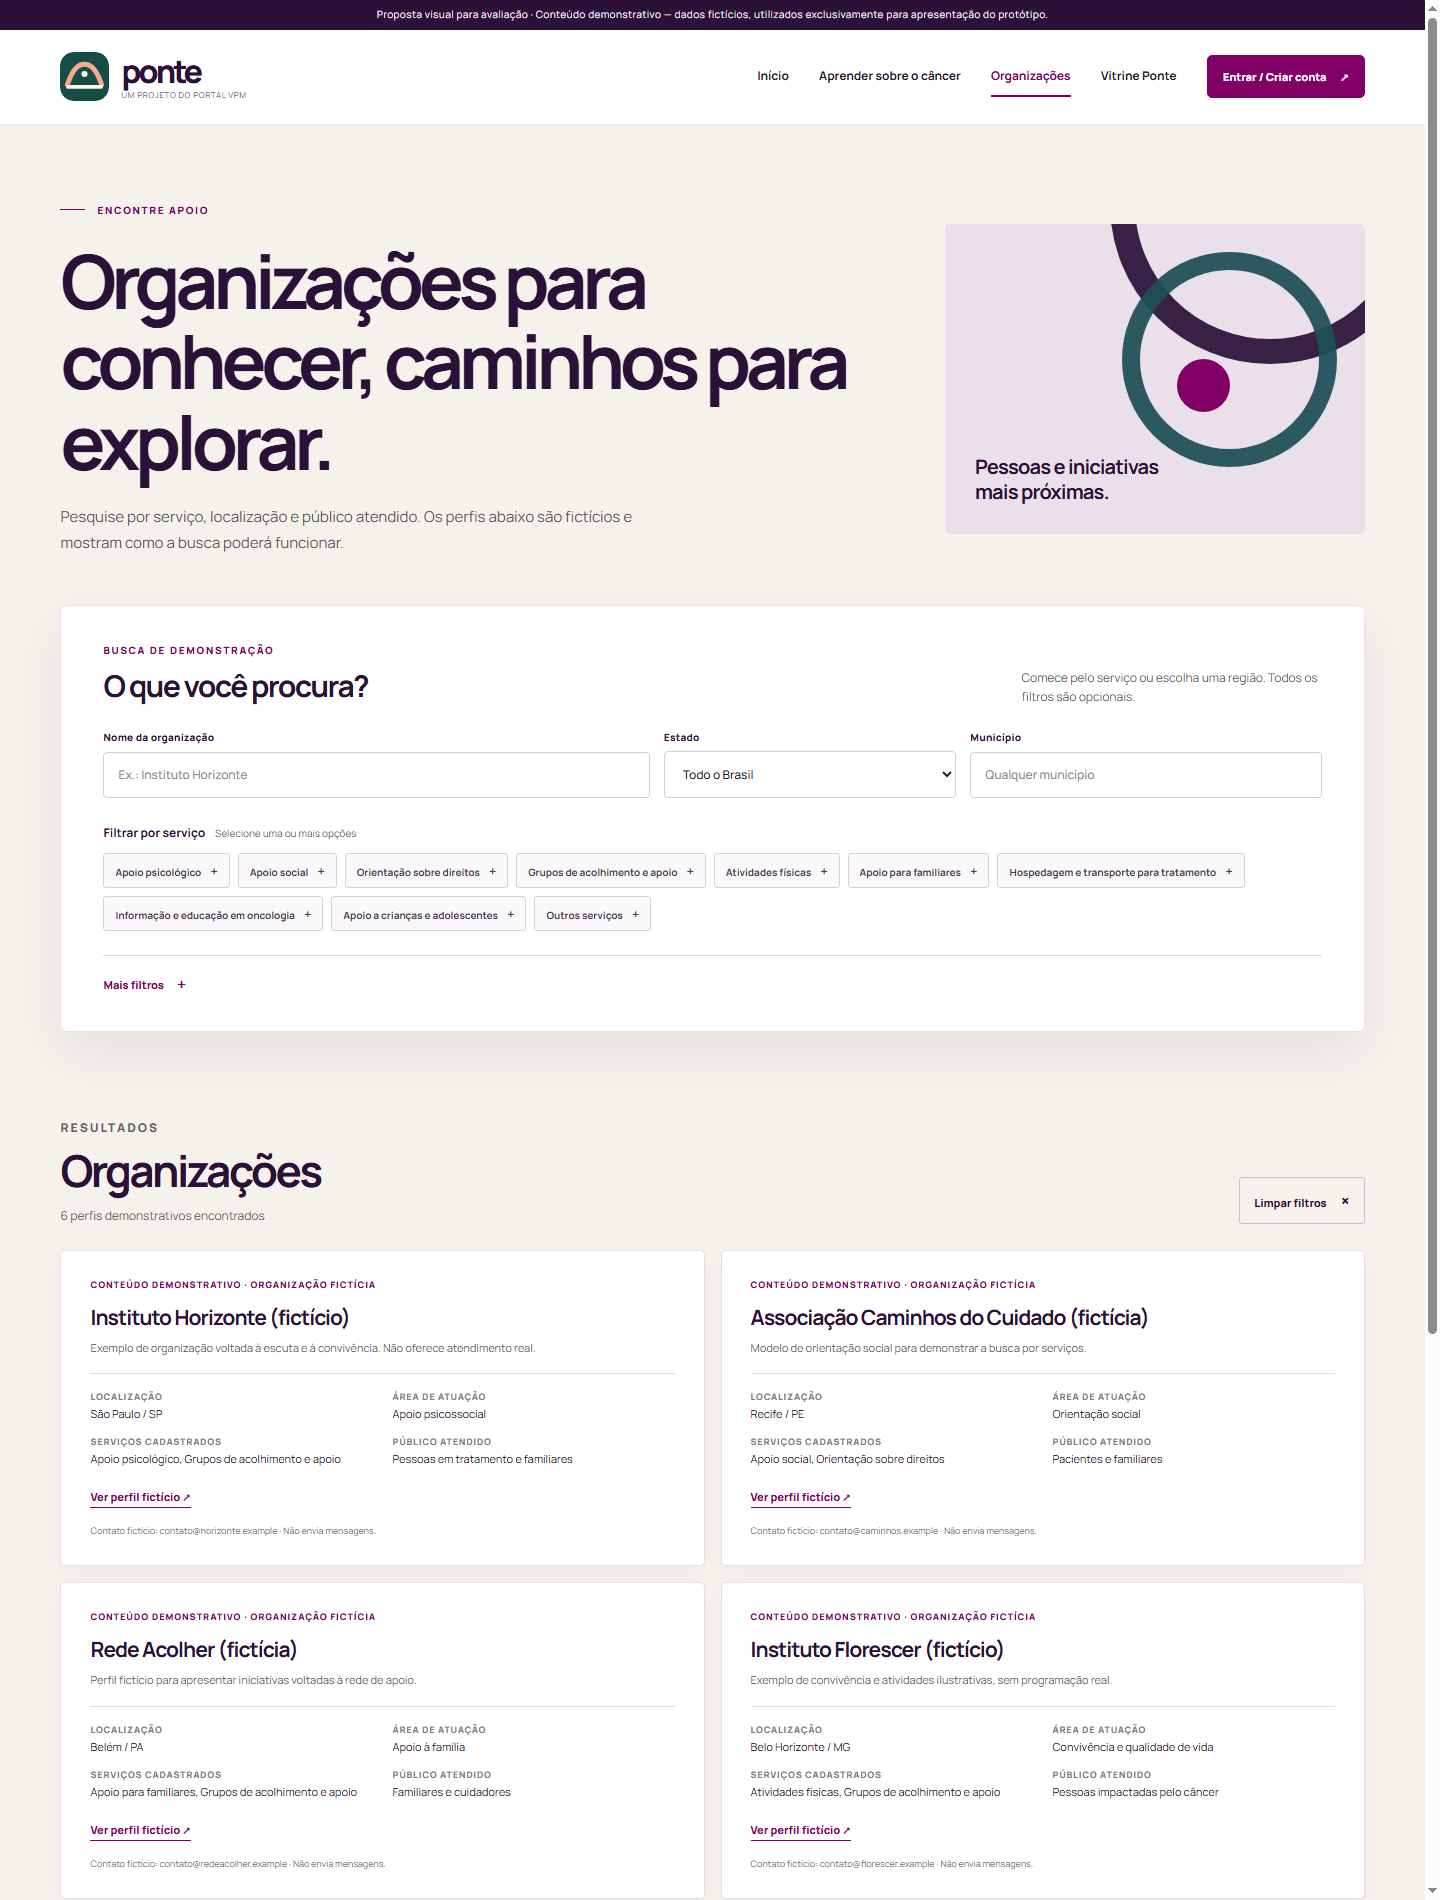 Proposta visual para avaliação · Conteúdo demonstrativo — dados fictícios, utilizados exclusivamente para apresentação do protótipo.
ponte
UM PROJETO DO PORTAL VPM
Início
Aprender sobre o câncer
Organizações
Vitrine Ponte
Entrar / Criar conta ↗
ENCONTRE APOIO
Organizações para
conhecer, caminhos para
explorar.
Pesquise por serviço, localização e público atendido. Os perfis abaixo são fictícios e
mostram como a busca poderá funcionar.
Pessoas e iniciativas
mais próximas.
BUSCA DE DEMONSTRAÇÃO
O que você procura?
Comece pelo serviço ou escolha uma região. Todos os
filtros são opcionais.
Nome da organização
Ex.: Instituto Horizonte
Estado
Todo o Brasil
Município
Qualquer município
Filtrar por serviço Selecione uma ou mais opções
Apoio psicológico +
Apoio social +
Orientação sobre direitos +
Grupos de acolhimento e apoio +
Atividades físicas +
Apoio para familiares +
Hospedagem e transporte para tratamento +
Informação e educação em oncologia +
Apoio a crianças e adolescentes +
Outros serviços +
Mais filtros +
RESULTADOS
Organizações
6 perfis demonstrativos encontrados
Limpar filtros ×
CONTEÚDO DEMONSTRATIVO · ORGANIZAÇÃO FICTÍCIA
Instituto Horizonte (fictício)
Exemplo de organização voltada à escuta e à convivência. Não oferece atendimento real.
LOCALIZAÇÃO
São Paulo / SP
ÁREA DE ATUAÇÃO
Apoio psicossocial
SERVIÇOS CADASTRADOS
Apoio psicológico, Grupos de acolhimento e apoio
PÚBLICO ATENDIDO
Pessoas em tratamento e familiares
Ver perfil fictício ↗
Contato fictício: contato@horizonte.example · Não envia mensagens.
CONTEÚDO DEMONSTRATIVO · ORGANIZAÇÃO FICTÍCIA
Associação Caminhos do Cuidado (fictícia)
Modelo de orientação social para demonstrar a busca por serviços.
LOCALIZAÇÃO
Recife / PE
ÁREA DE ATUAÇÃO
Orientação social
SERVIÇOS CADASTRADOS
Apoio social, Orientação sobre direitos
PÚBLICO ATENDIDO
Pacientes e familiares
Ver perfil fictício ↗
Contato fictício: contato@caminhos.example · Não envia mensagens.
CONTEÚDO DEMONSTRATIVO · ORGANIZAÇÃO FICTÍCIA
Rede Acolher (fictícia)
Perfil fictício para apresentar iniciativas voltadas à rede de apoio.
LOCALIZAÇÃO
Belém / PA
ÁREA DE ATUAÇÃO
Apoio à família
SERVIÇOS CADASTRADOS
Apoio para familiares, Grupos de acolhimento e apoio
PÚBLICO ATENDIDO
Familiares e cuidadores
Ver perfil fictício ↗
Contato fictício: contato@redeacolher.example · Não envia mensagens.
CONTEÚDO DEMONSTRATIVO · ORGANIZAÇÃO FICTÍCIA
Instituto Florescer (fictício)
Exemplo de convivência e atividades ilustrativas, sem programação real.
LOCALIZAÇÃO
Belo Horizonte / MG
ÁREA DE ATUAÇÃO
Convivência e qualidade de vida
SERVIÇOS CADASTRADOS
Atividades físicas, Grupos de acolhimento e apoio
PÚBLICO ATENDIDO
Pessoas impactadas pelo câncer
Ver perfil fictício ↗
Contato fictício: contato@florescer.example · Não envia mensagens.